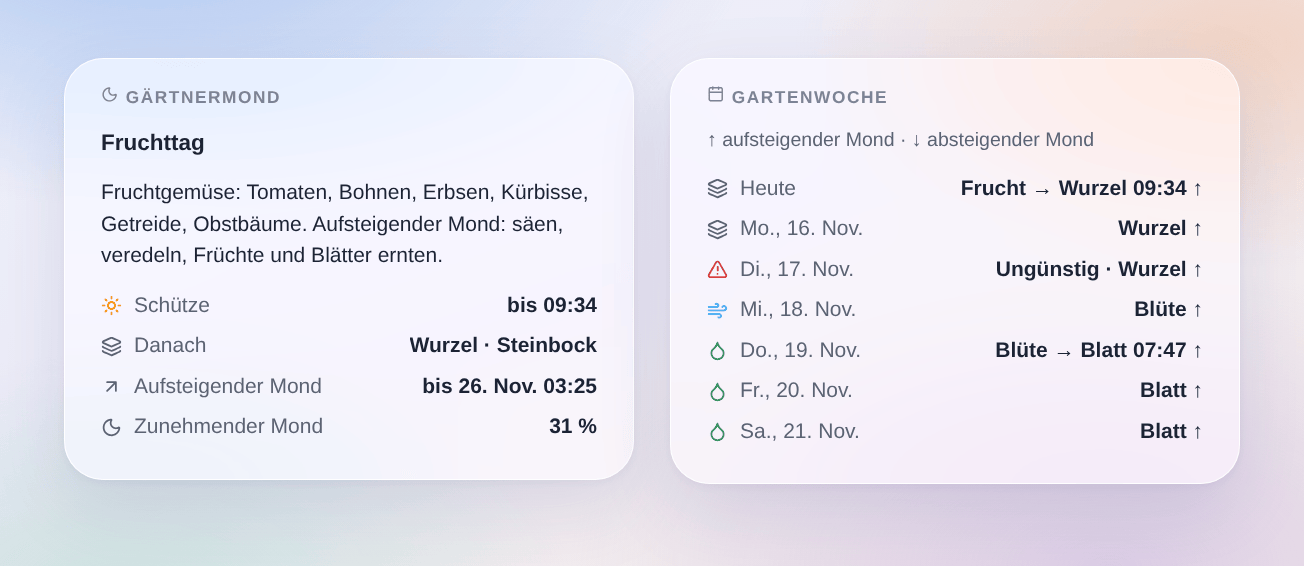 GÄRTNERMOND
Fruchttag
Fruchtgemüse: Tomaten, Bohnen, Erbsen, Kürbisse,
Getreide, Obstbäume. Aufsteigender Mond: säen,
veredeln, Früchte und Blätter ernten.
Schütze bis 09:34
Danach Wurzel · Steinbock
Aufsteigender Mond bis 26. Nov. 03:25
Zunehmender Mond 31 %
GARTENWOCHE
↑ aufsteigender Mond · ↓ absteigender Mond
Heute Frucht → Wurzel 09:34 ↑
Mo., 16. Nov. Wurzel ↑
Di., 17. Nov. Ungünstig · Wurzel ↑
Mi., 18. Nov. Blüte ↑
Do., 19. Nov. Blüte → Blatt 07:47 ↑
Fr., 20. Nov. Blatt ↑
Sa., 21. Nov. Blatt ↑